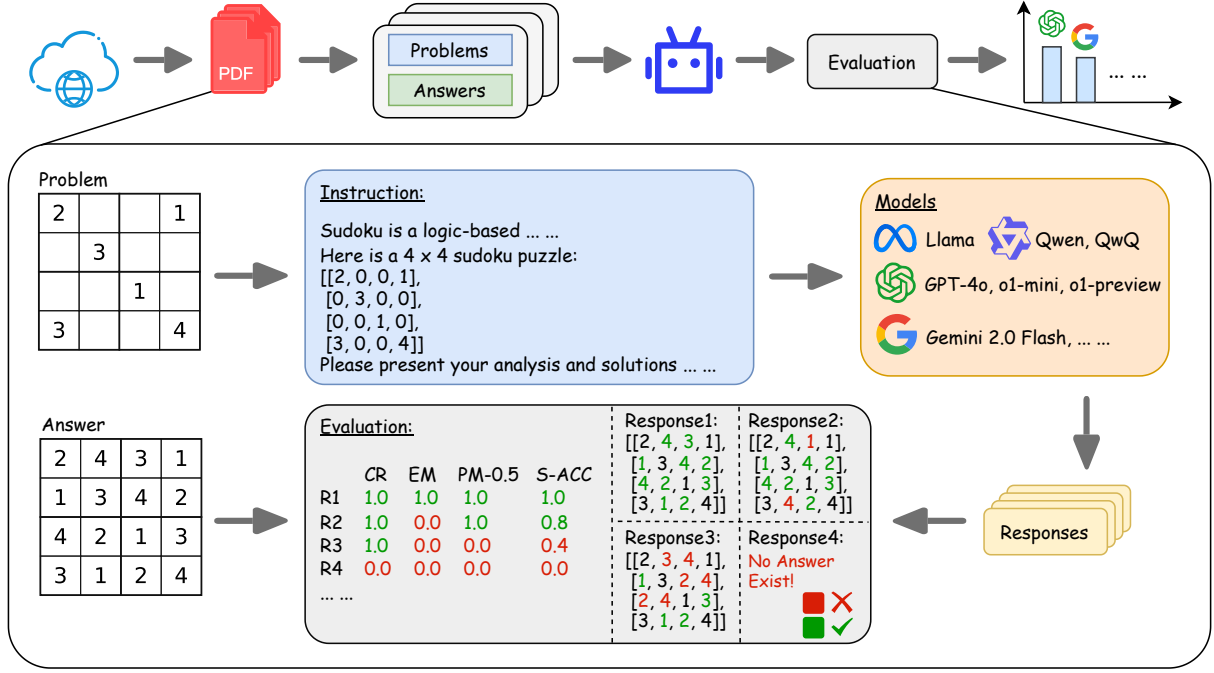 PDF
Problems
Answers
Evaluation
... ...
Problem
2 1
3
1
3 4
Instruction:
Sudoku is a logic-based ... ...
Here is a 4 x 4 sudoku puzzle:
[[2, 0, 0, 1],
[0, 3, 0, 0],
[0, 0, 1, 0],
[3, 0, 0, 4]]
Please present your analysis and solutions ... ...
Models
Llama Qwen, QwQ
GPT-4o, o1-mini, o1-preview
Gemini 2.0 Flash, ... ...
Answer
2 4 3 1
1 3 4 2
4 2 1 3
3 1 2 4
Evaluation:
CR EM PM-0.5 S-ACC
R1 1.0 1.0 1.0 1.0
R2 1.0 0.0 1.0 0.8
R3 1.0 0.0 0.0 0.4
R4 0.0 0.0 0.0 0.0
... ...
Response1:
[[2, 4, 3, 1],
[1, 3, 4, 2],
[4, 2, 1, 3],
[3, 1, 2, 4]]
Response2:
[[2, 4, 1, 1],
[1, 3, 4, 2],
[4, 2, 1, 3],
[3, 4, 2, 4]]
Response3:
[[2, 3, 4, 1],
[1, 3, 2, 4],
[2, 4, 1, 3],
[3, 1, 2, 4]]
Response4:
No Answer
Exist!
Responses